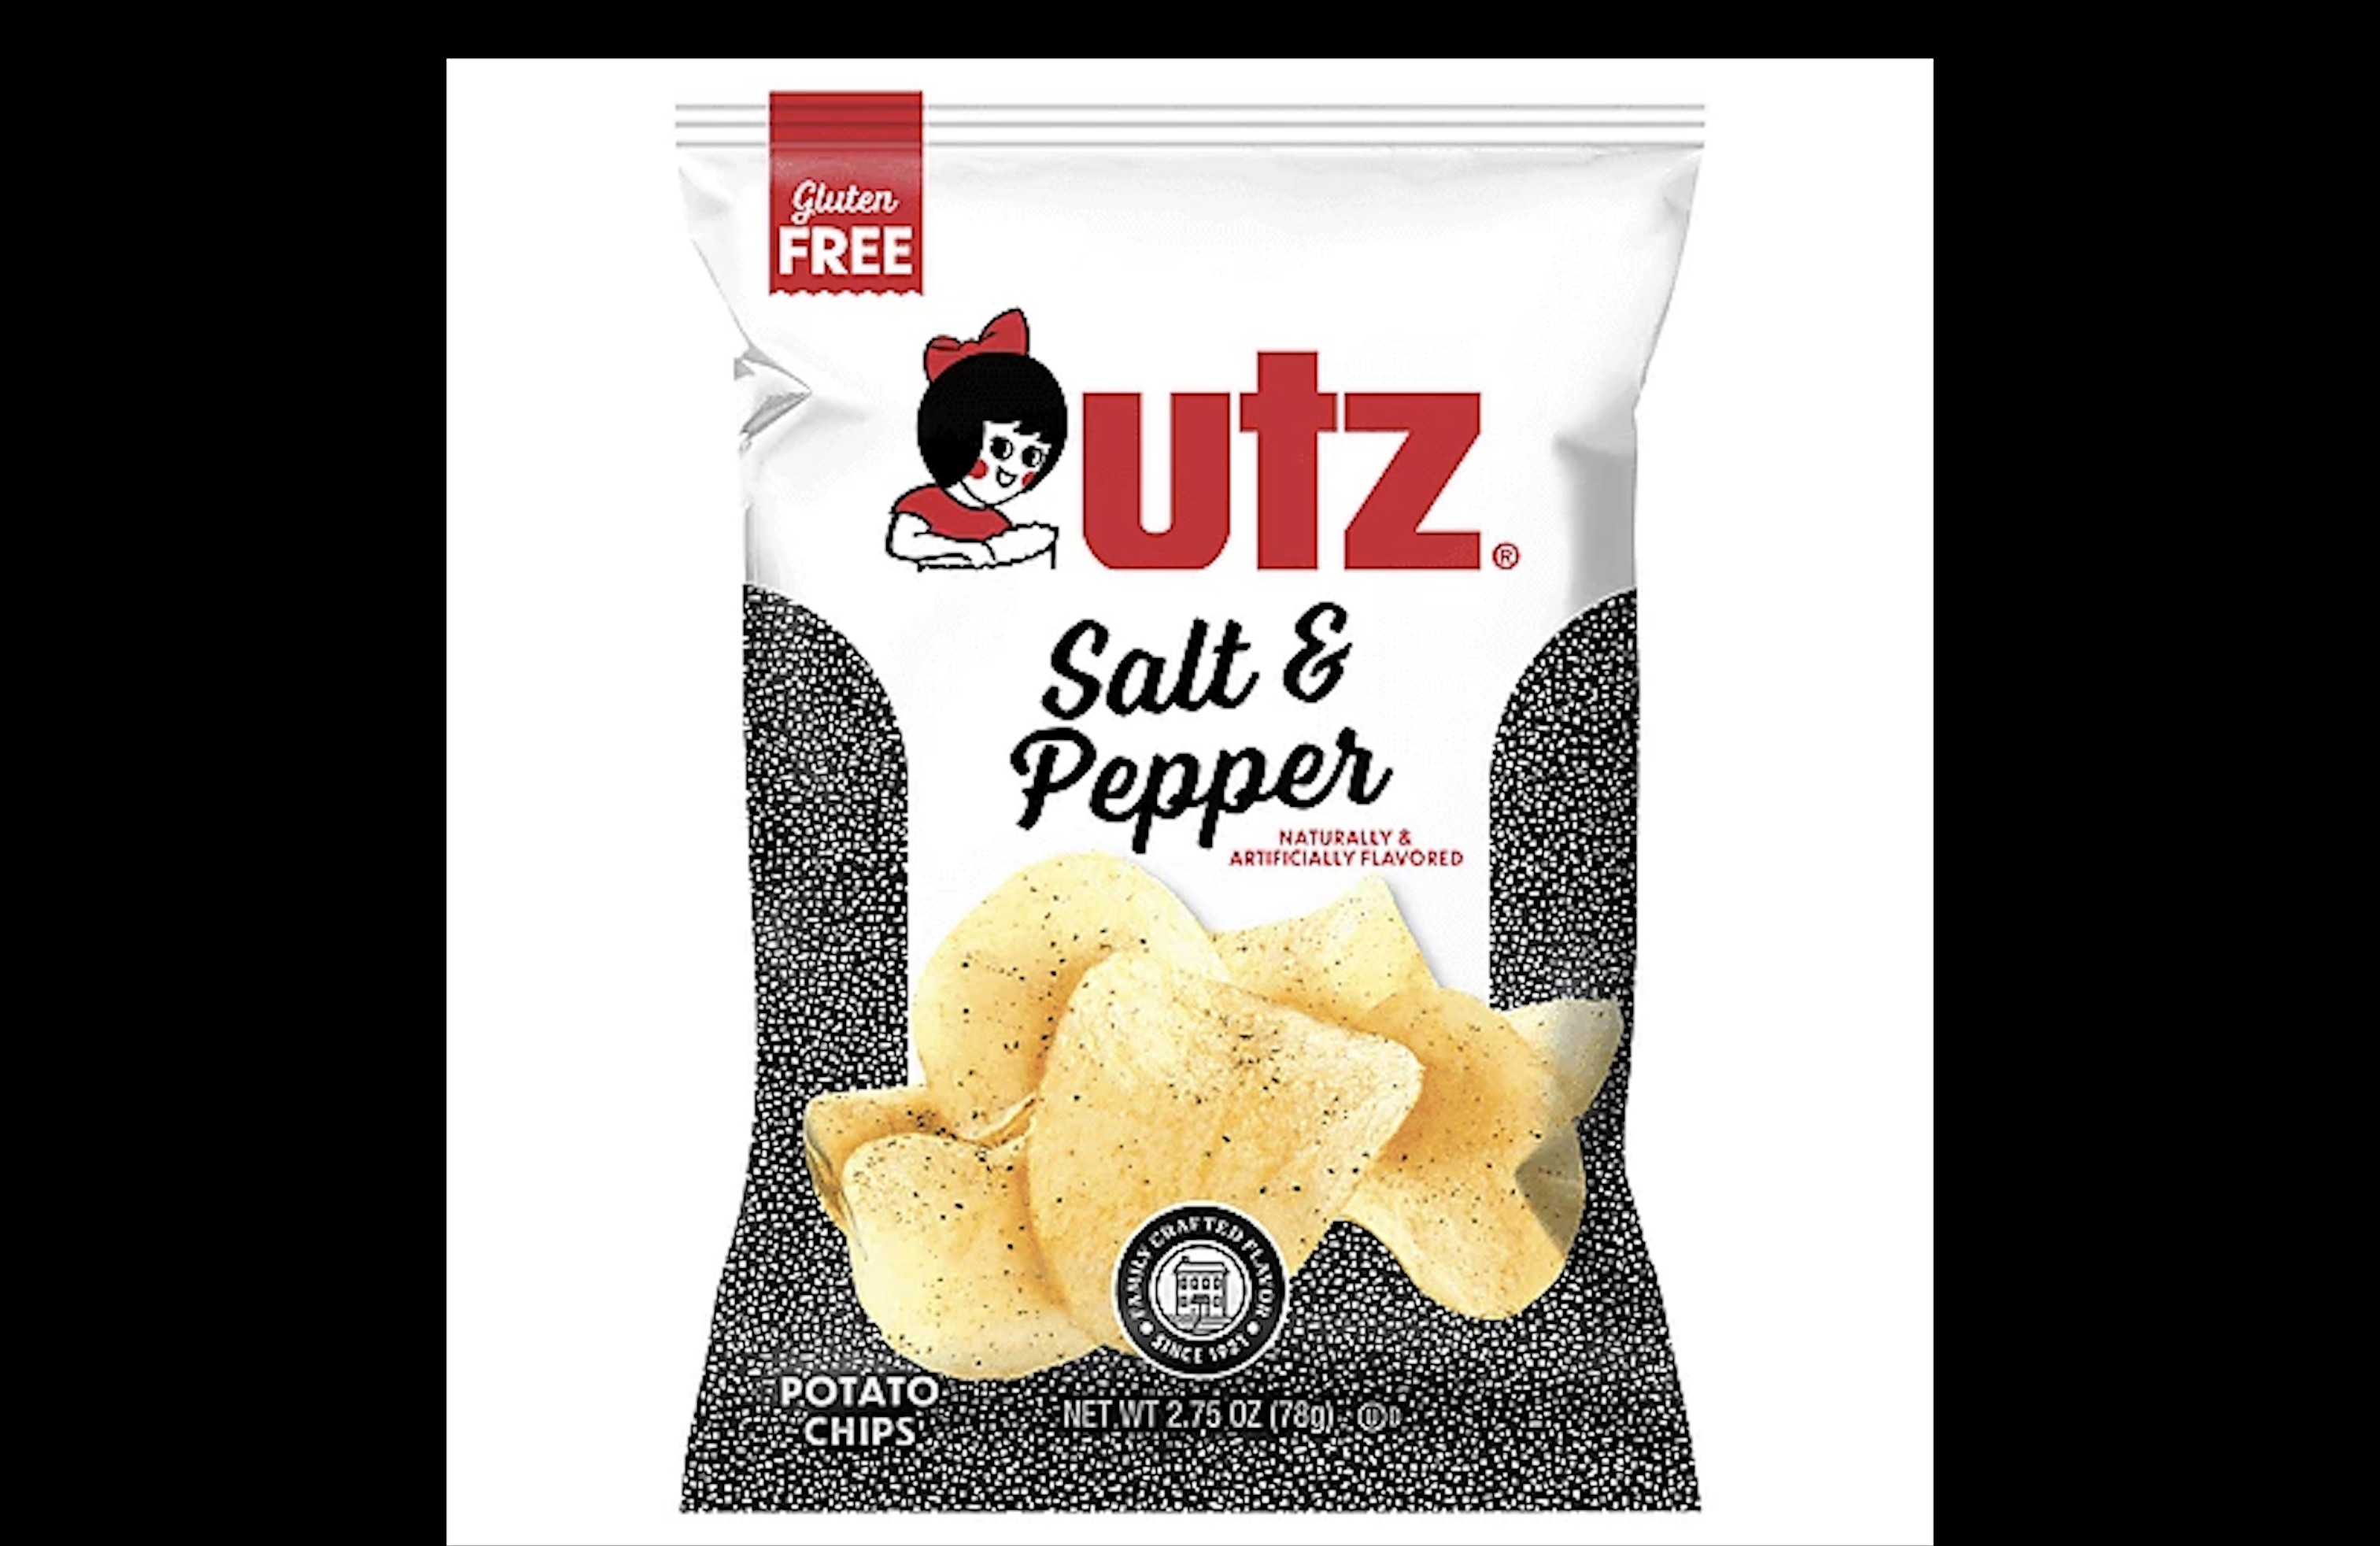 Gluten
FREE
utz®
Salt &
Pepper
NATURALLY &
ARTIFICIALLY FLAVORED
FAMILY CRAFTED FLAVOR
SINCE 1921
POTATO
CHIPS
NET WT 2.75 OZ (78g) Ⓤ D